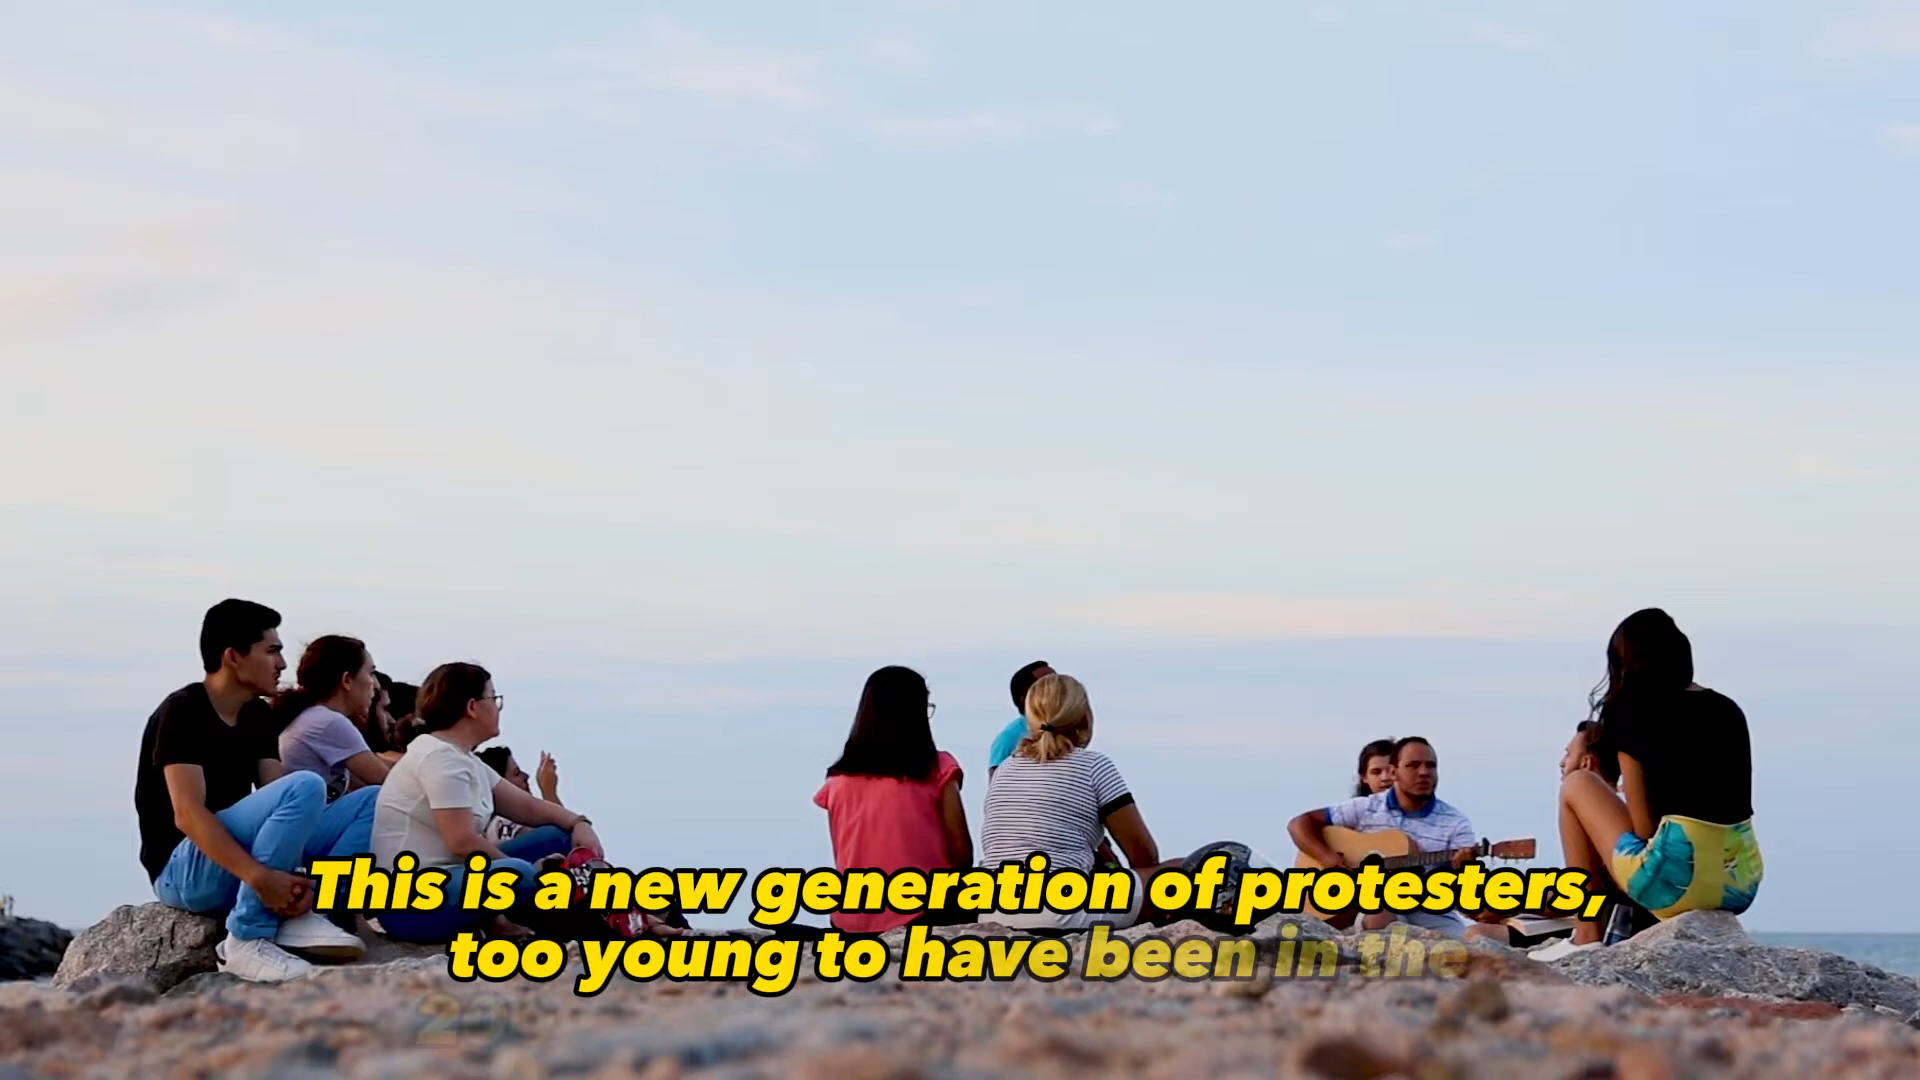 This is a new generation of protesters,
too young to have been in the